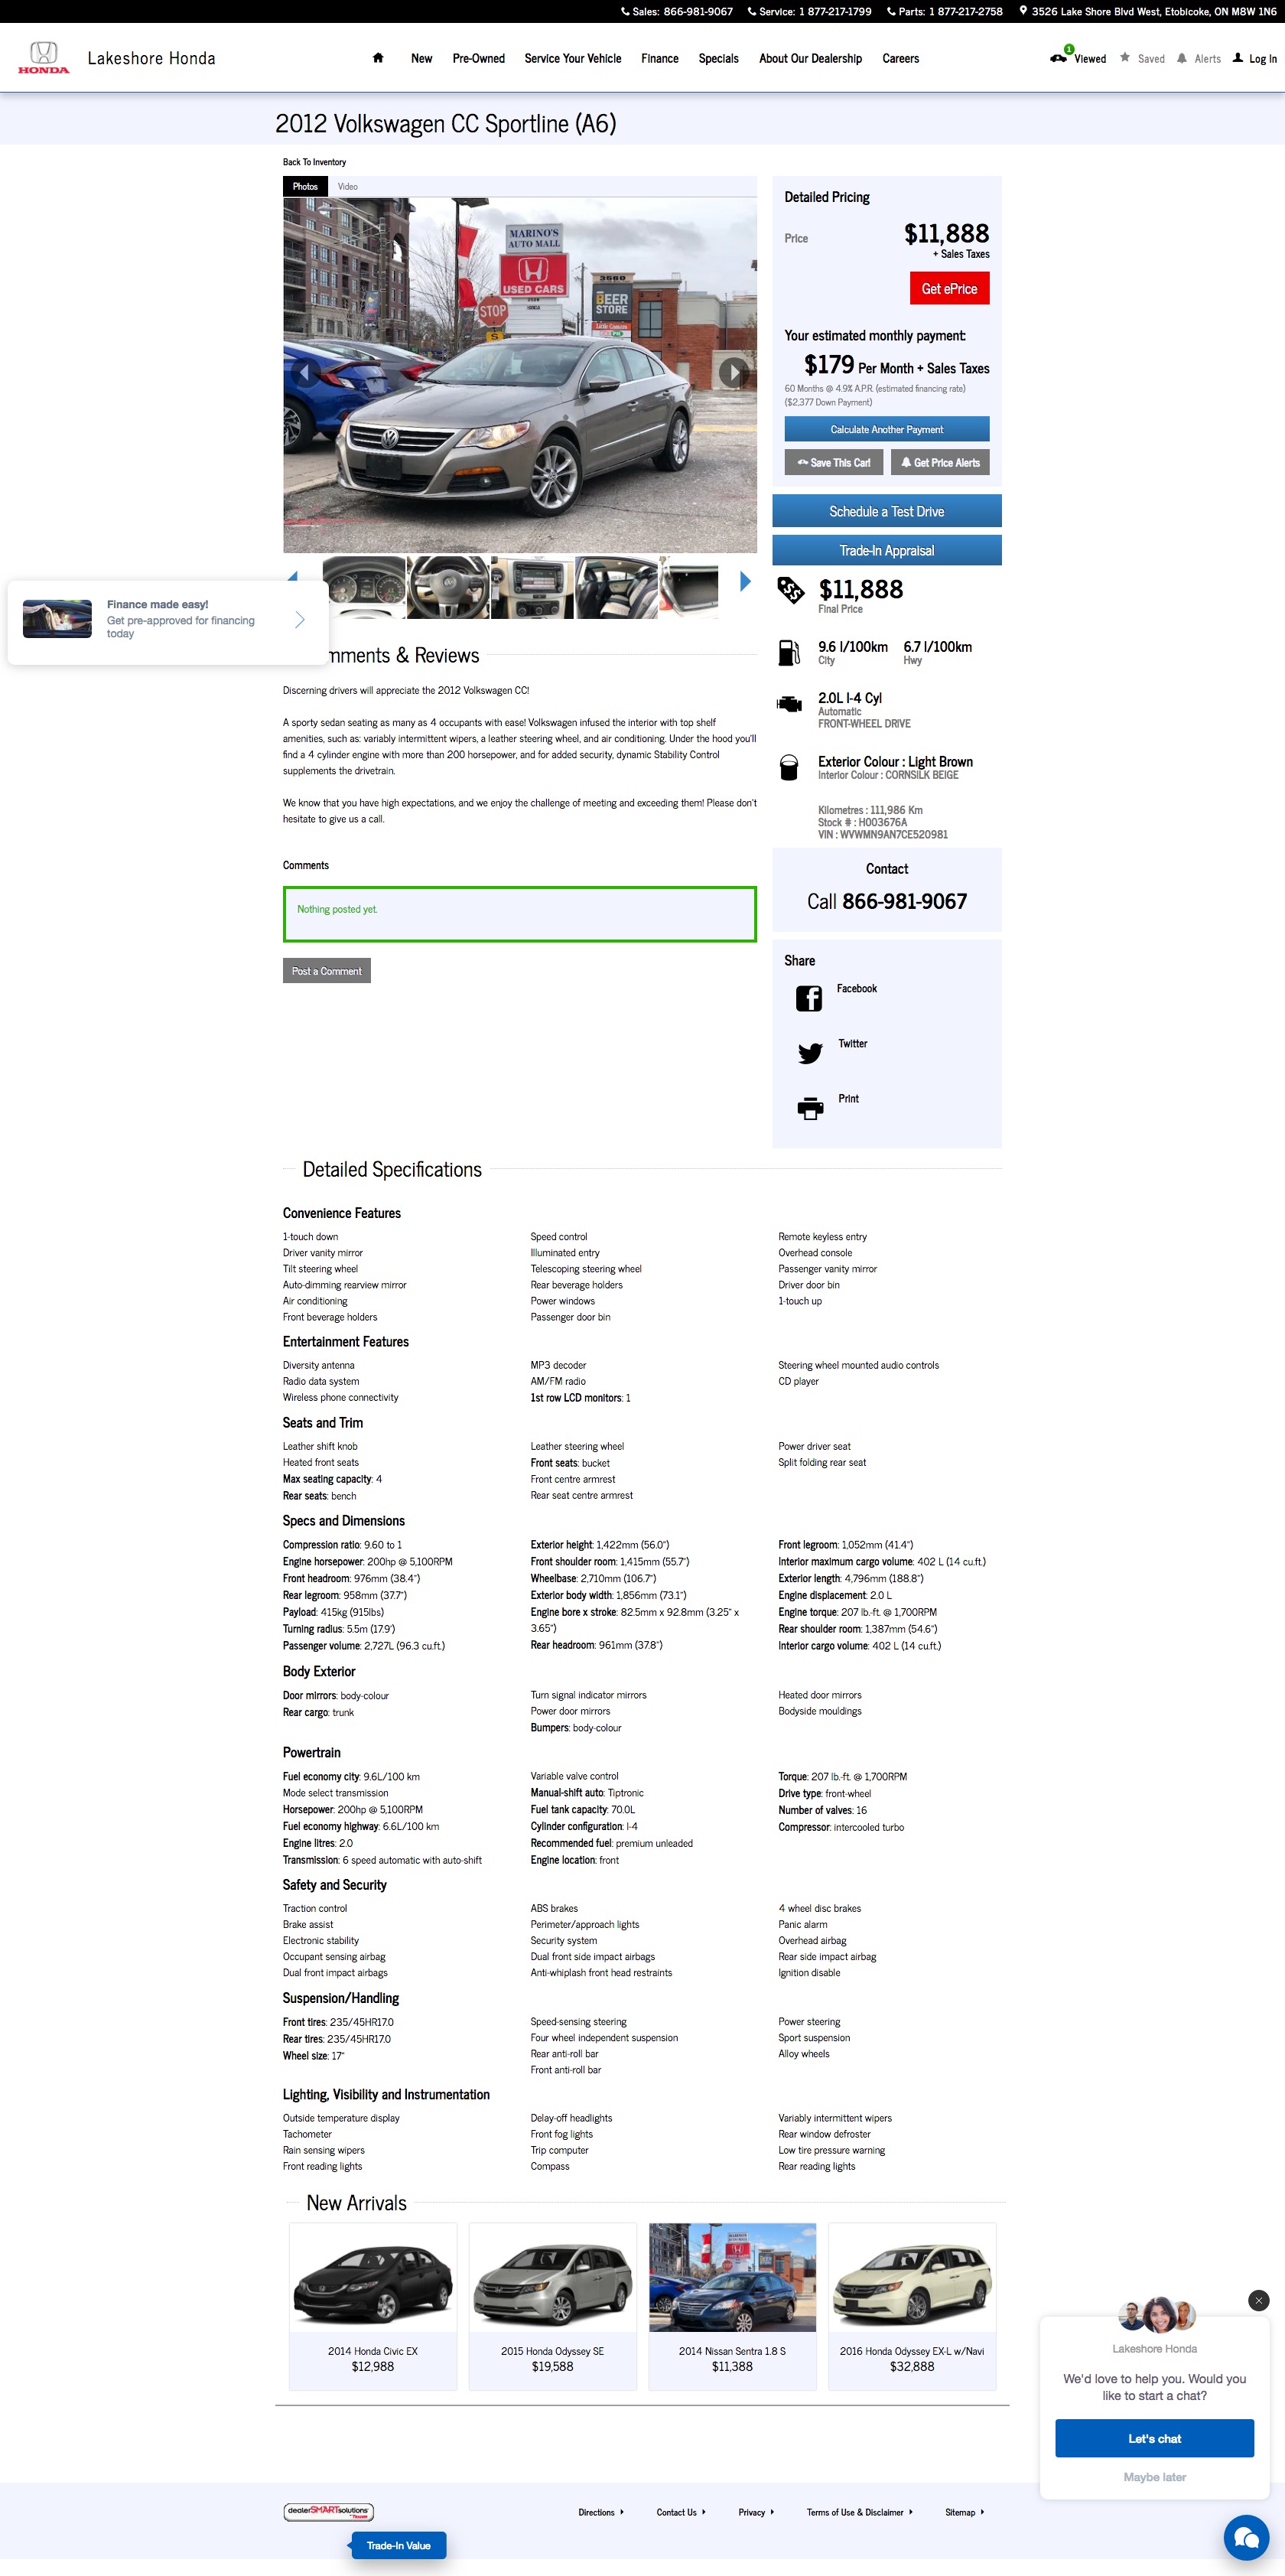 Sales: 866-981-9067 Service: 1 877-217-1799 Parts: 1 877-217-2758 3526 Lake Shore Blvd West, Etobicoke, ON M8W 1N6
HONDA
Lakeshore Honda
New Pre-Owned Service Your Vehicle Finance Specials About Our Dealership Careers
1
Viewed Saved Alerts Log In
2012 Volkswagen CC Sportline (A6)
Back To Inventory
Photos Video
MARINO'S
AUTO MALL
USED CARS
HONDA
STOP
S
3560
BEER
STORE
Little Caesars
Detailed Pricing
Price $11,888
+ Sales Taxes
Get ePrice
Your estimated monthly payment:
$179 Per Month + Sales Taxes
60 Months @ 4.9% A.P.R. (estimated financing rate)
($2,377 Down Payment)
Calculate Another Payment
Save This Car! Get Price Alerts
Schedule a Test Drive
Trade-In Appraisal
$11,888
Final Price
9.6 l/100km 6.7 l/100km
City Hwy
2.0L I-4 Cyl
Automatic
FRONT-WHEEL DRIVE
Exterior Colour : Light Brown
Interior Colour : CORNSILK BEIGE
Kilometres : 111,986 Km
Stock # : H003676A
VIN : WVWMN9AN7CE520981
Contact
Call 866-981-9067
Share
Facebook
Twitter
Print
Finance made easy!
Get pre-approved for financing
today
mments & Reviews
Discerning drivers will appreciate the 2012 Volkswagen CC!
A sporty sedan seating as many as 4 occupants with ease! Volkswagen infused the interior with top shelf
amenities, such as: variably intermittent wipers, a leather steering wheel, and air conditioning. Under the hood you'll
find a 4 cylinder engine with more than 200 horsepower, and for added security, dynamic Stability Control
supplements the drivetrain.
We know that you have high expectations, and we enjoy the challenge of meeting and exceeding them! Please don't
hesitate to give us a call.
Comments
Nothing posted yet.
Post a Comment
Detailed Specifications
Convenience Features
1-touch down Speed control Remote keyless entry
Driver vanity mirror Illuminated entry Overhead console
Tilt steering wheel Telescoping steering wheel Passenger vanity mirror
Auto-dimming rearview mirror Rear beverage holders Driver door bin
Air conditioning Power windows 1-touch up
Front beverage holders Passenger door bin
Entertainment Features
Diversity antenna MP3 decoder Steering wheel mounted audio controls
Radio data system AM/FM radio CD player
Wireless phone connectivity 1st row LCD monitors: 1
Seats and Trim
Leather shift knob Leather steering wheel Power driver seat
Heated front seats Front seats: bucket Split folding rear seat
Max seating capacity: 4 Front centre armrest
Rear seats: bench Rear seat centre armrest
Specs and Dimensions
Compression ratio: 9.60 to 1 Exterior height: 1,422mm (56.0") Front legroom: 1,052mm (41.4")
Engine horsepower: 200hp @ 5,100RPM Front shoulder room: 1,415mm (55.7") Interior maximum cargo volume: 402 L (14 cu.ft.)
Front headroom: 976mm (38.4") Wheelbase: 2,710mm (106.7") Exterior length: 4,796mm (188.8")
Rear legroom: 958mm (37.7") Exterior body width: 1,856mm (73.1") Engine displacement: 2.0 L
Payload: 415kg (915lbs) Engine bore x stroke: 82.5mm x 92.8mm (3.25" x Engine torque: 207 lb.-ft. @ 1,700RPM
Turning radius: 5.5m (17.9') 3.65") Rear shoulder room: 1,387mm (54.6")
Passenger volume: 2,727L (96.3 cu.ft.) Rear headroom: 961mm (37.8") Interior cargo volume: 402 L (14 cu.ft.)
Body Exterior
Door mirrors: body-colour Turn signal indicator mirrors Heated door mirrors
Rear cargo: trunk Power door mirrors Bodyside mouldings
Bumpers: body-colour
Powertrain
Fuel economy city: 9.6L/100 km Variable valve control Torque: 207 lb.-ft. @ 1,700RPM
Mode select transmission Manual-shift auto: Tiptronic Drive type: front-wheel
Horsepower: 200hp @ 5,100RPM Fuel tank capacity: 70.0L Number of valves: 16
Fuel economy highway: 6.6L/100 km Cylinder configuration: I-4 Compressor: intercooled turbo
Engine litres: 2.0 Recommended fuel: premium unleaded
Transmission: 6 speed automatic with auto-shift Engine location: front
Safety and Security
Traction control ABS brakes 4 wheel disc brakes
Brake assist Perimeter/approach lights Panic alarm
Electronic stability Security system Overhead airbag
Occupant sensing airbag Dual front side impact airbags Rear side impact airbag
Dual front impact airbags Anti-whiplash front head restraints Ignition disable
Suspension/Handling
Front tires: 235/45HR17.0 Speed-sensing steering Power steering
Rear tires: 235/45HR17.0 Four wheel independent suspension Sport suspension
Wheel size: 17" Rear anti-roll bar Alloy wheels
Front anti-roll bar
Lighting, Visibility and Instrumentation
Outside temperature display Delay-off headlights Variably intermittent wipers
Tachometer Front fog lights Rear window defroster
Rain sensing wipers Trip computer Low tire pressure warning
Front reading lights Compass Rear reading lights
New Arrivals
2014 Honda Civic EX 2015 Honda Odyssey SE 2014 Nissan Sentra 1.8 S 2016 Honda Odyssey EX-L w/Navi
$12,988 $19,588 $11,388 $32,888
Lakeshore Honda
We'd love to help you. Would you
like to start a chat?
Let's chat
Maybe later
dealerSMARTsolutions
Directions Contact Us Privacy Terms of Use & Disclaimer Sitemap
Trade-In Value